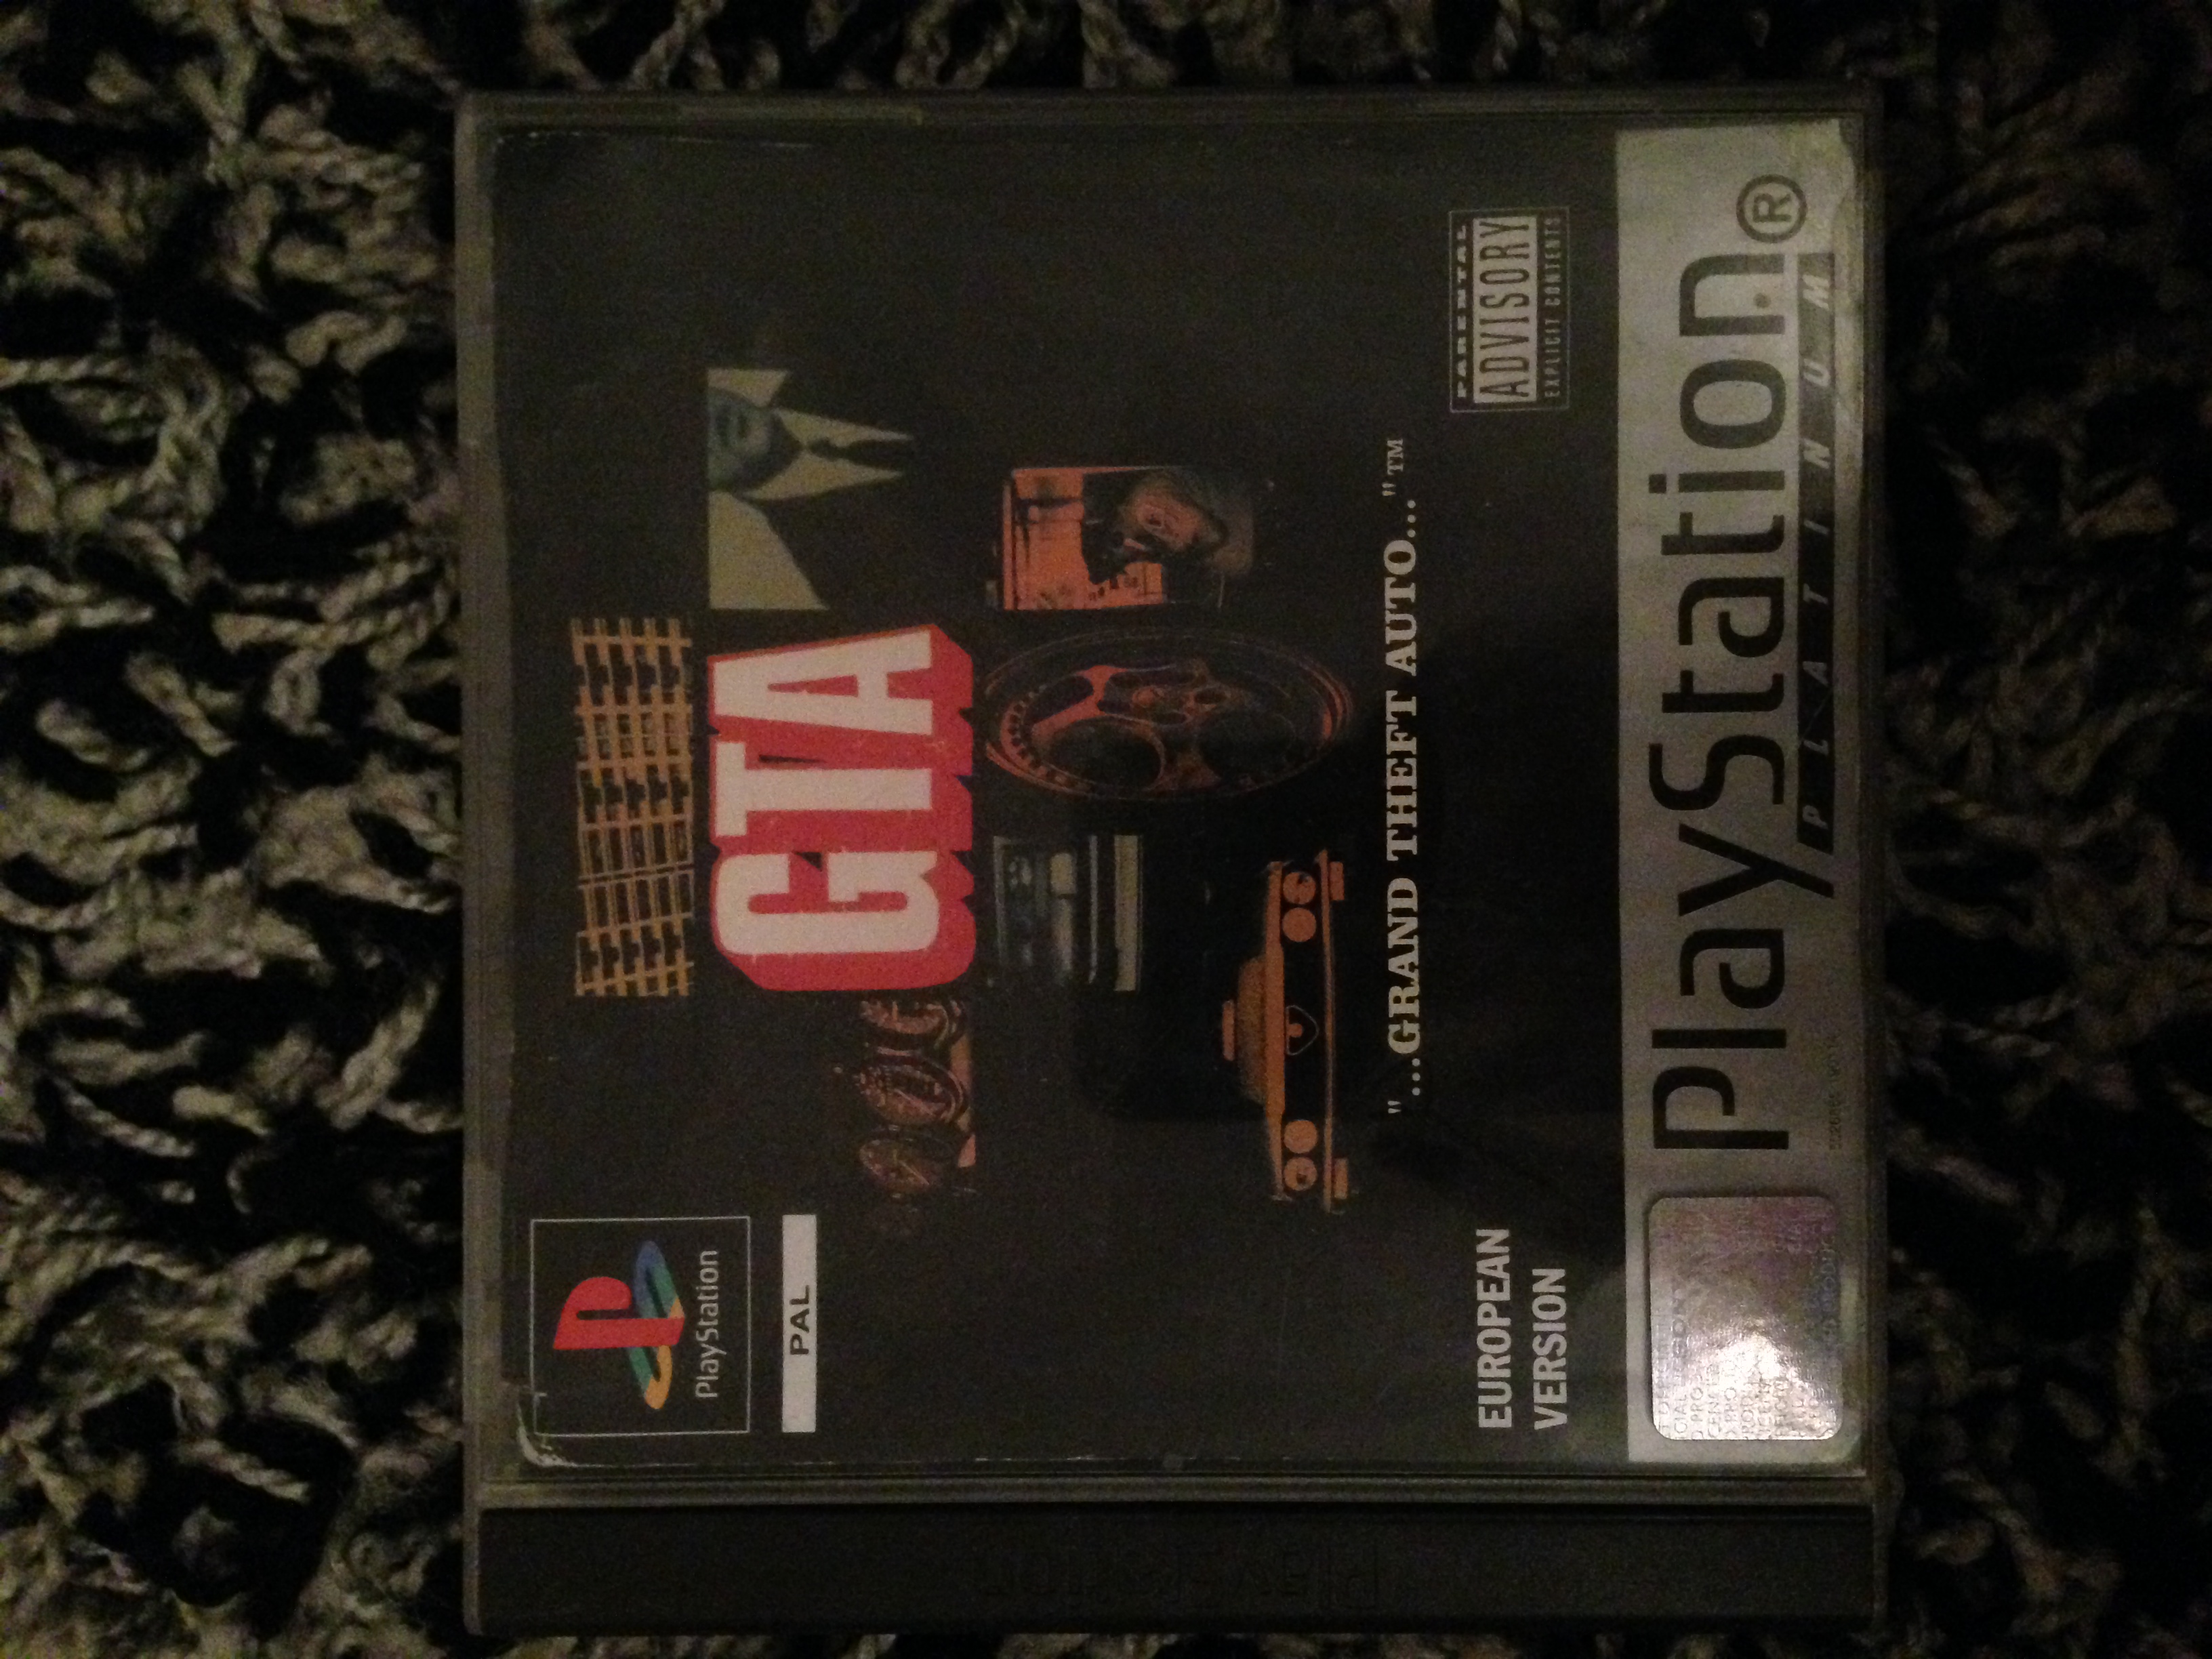 PlayStation
PAL
GTA
"...GRAND THEFT AUTO..."™
EUROPEAN
VERSION
PARENTAL
ADVISORY
EXPLICIT CONTENTS
PlayStation®
PLATINUM